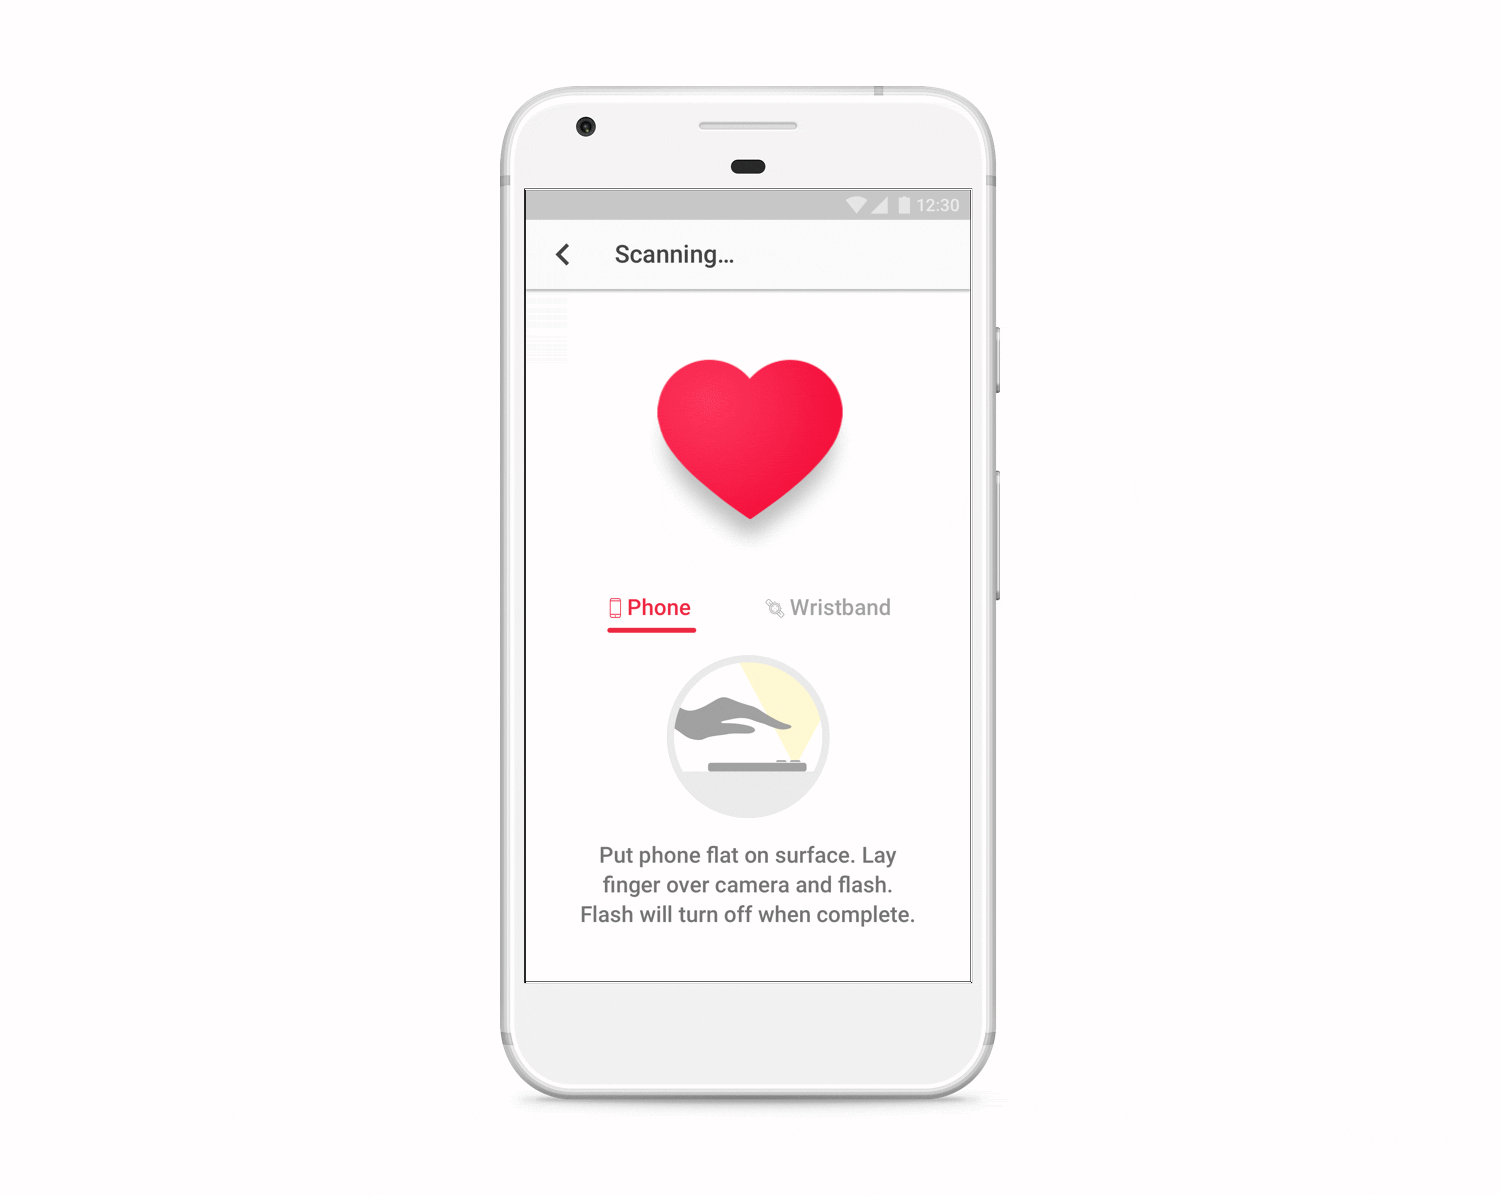 12:30
Scanning...
Phone
Wristband
Put phone flat on surface. Lay
finger over camera and flash.
Flash will turn off when complete.